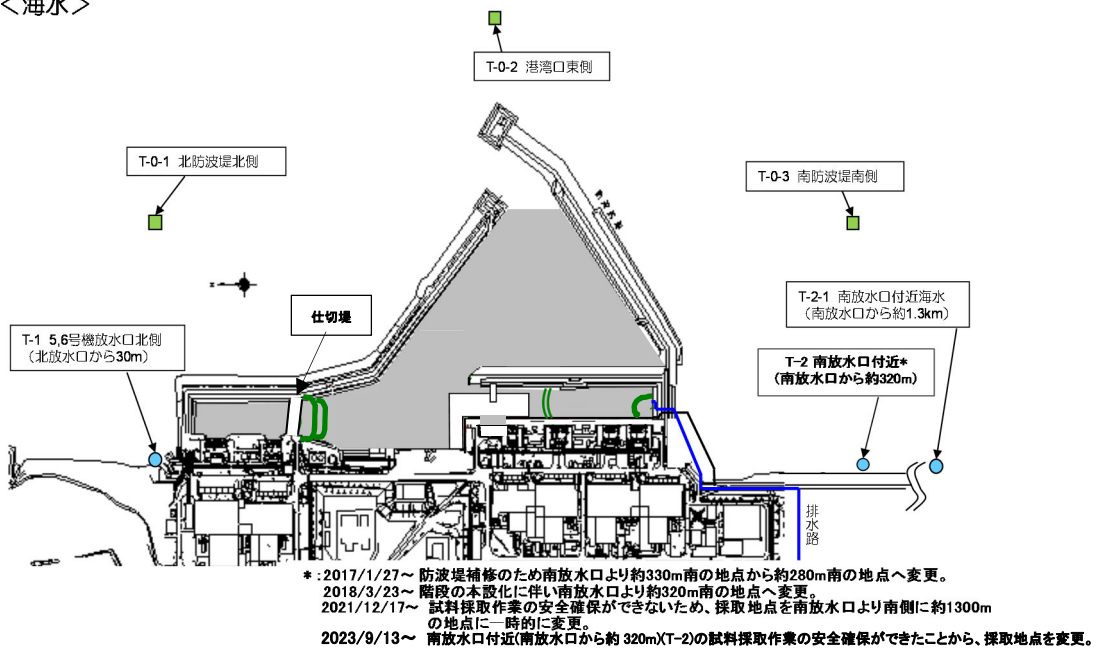 ＜海水＞
T-0-2 港湾口東側
T-0-1 北防波堤北側
T-0-3 南防波堤南側
T-2-1 南放水口付近海水
（南放水口から約1.3km）
仕切堤
T-1 5,6号機放水口北側
（北放水口から30m）
T-2 南放水口付近*
（南放水口から約320m）
排水路
*：2017/1/27～ 防波堤補修のため南放水口より約330m南の地点から約280m南の地点へ変更。
2018/3/23～ 階段の本設化に伴い南放水口より約320m南の地点へ変更。
2021/12/17～ 試料採取作業の安全確保ができないため、採取地点を南放水口より南側に約1300m
の地点に一時的に変更。
2023/9/13～ 南放水口付近(南放水口から約 320m)(T-2)の試料採取作業の安全確保ができたことから、採取地点を変更。